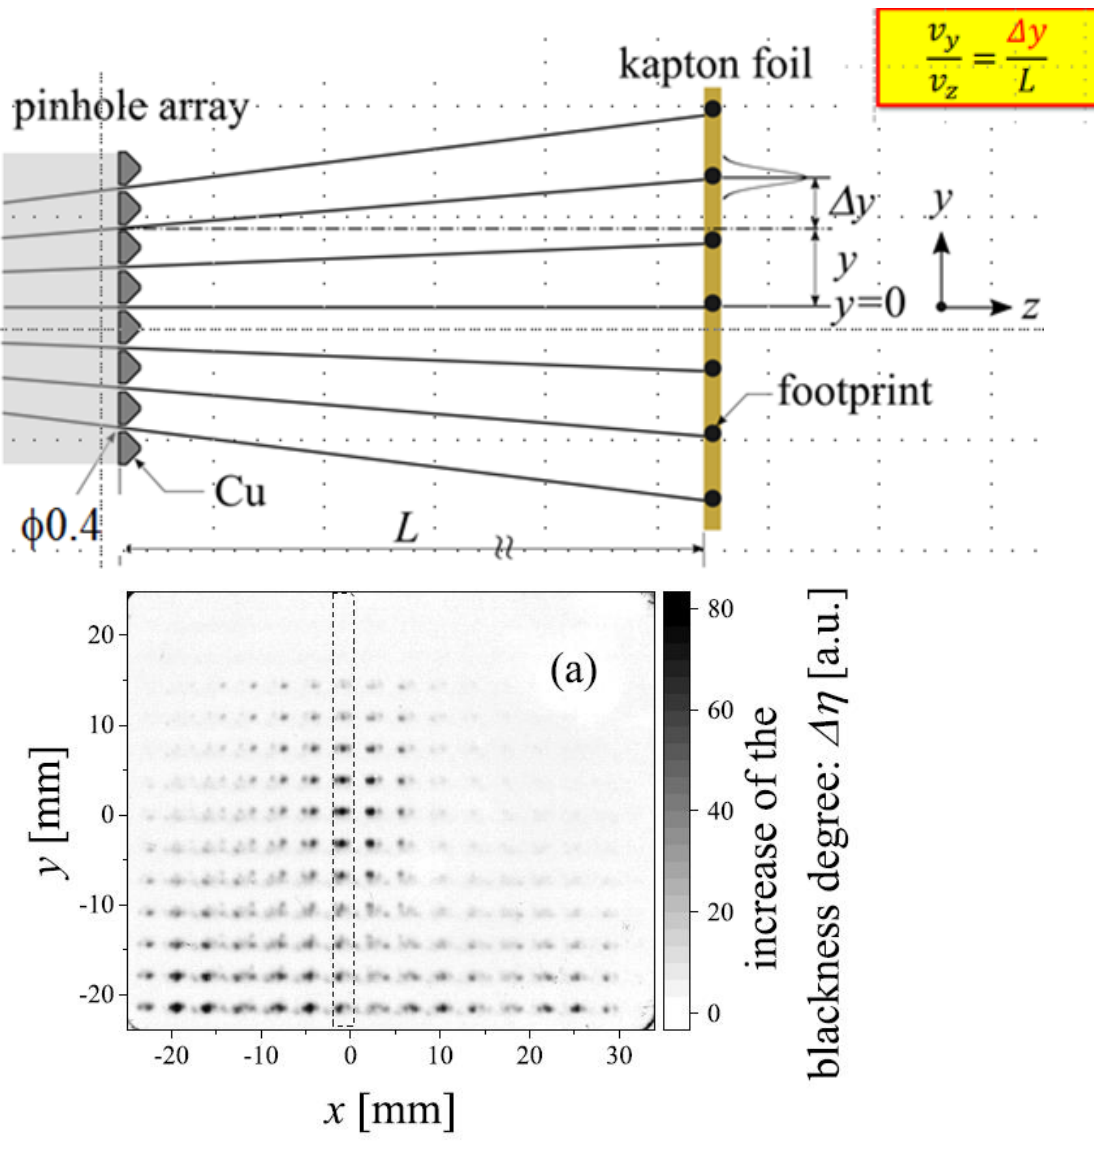 v_y / v_z = Δy / L
kapton foil
pinhole array
Δy
y
y
y=0
z
footprint
Cu
ϕ0.4
L
(a)
20
10
0
-10
-20
y [mm]
-20 -10 0 10 20 30
x [mm]
80
60
40
20
0
increase of the
blackness degree: Δη [a.u.]